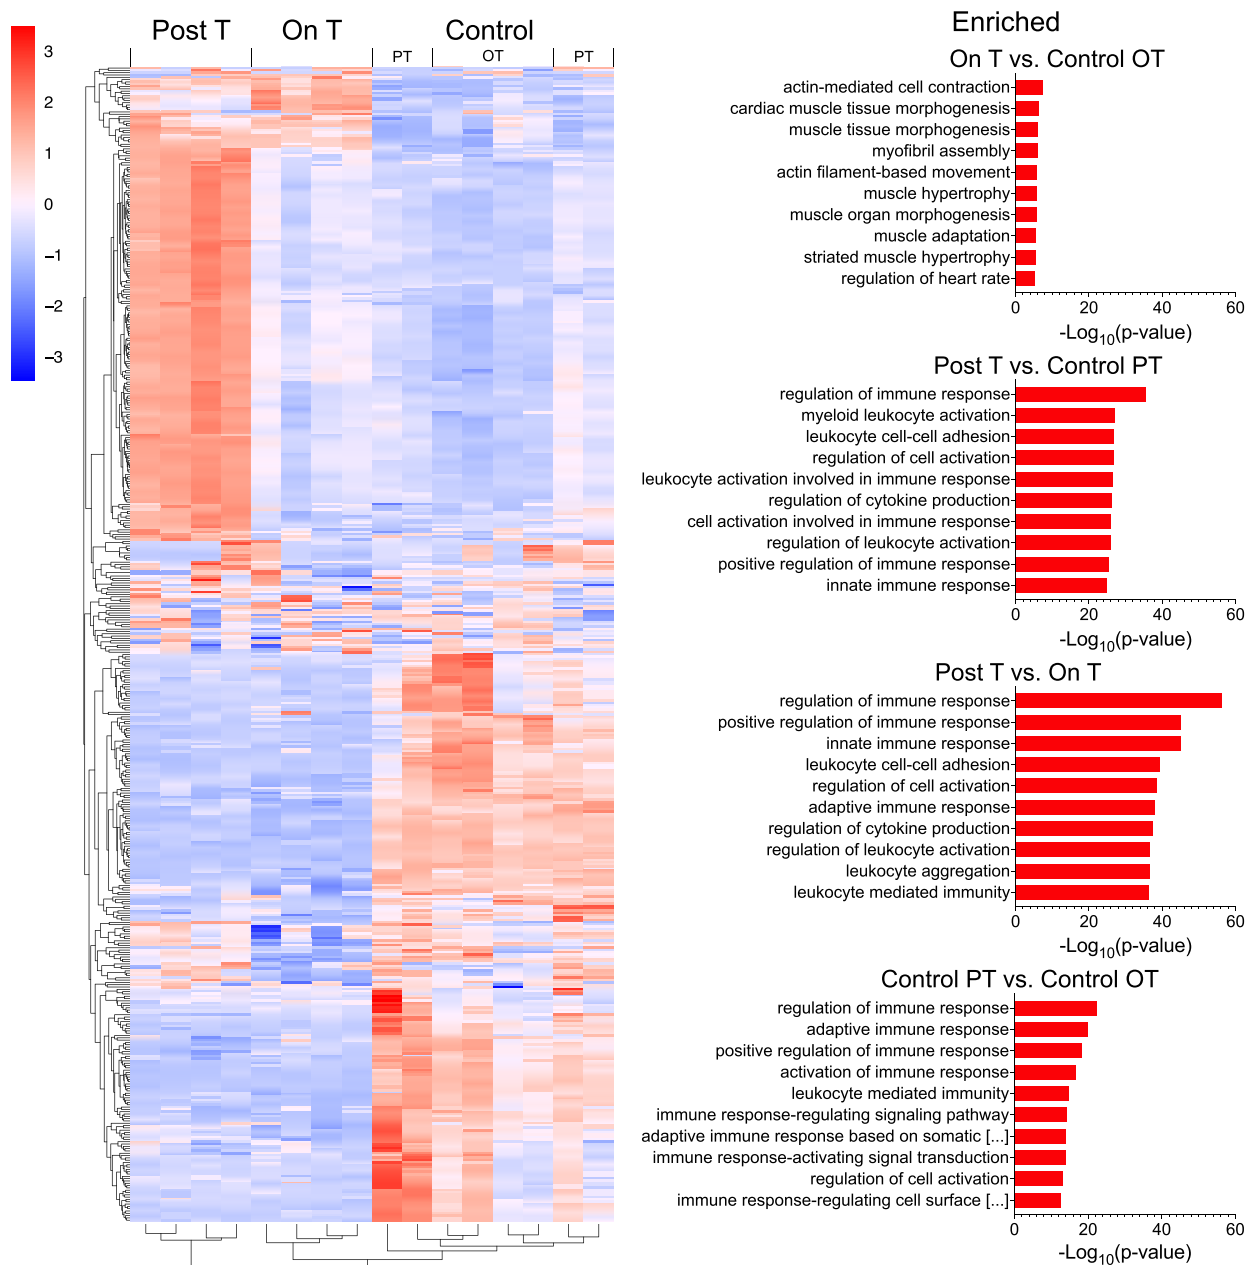 Post T
On T
Control
PT
OT
PT
3
2
1
0
−1
−2
−3
Enriched
On T vs. Control OT
actin-mediated cell contraction
cardiac muscle tissue morphogenesis
muscle tissue morphogenesis
myofibril assembly
actin filament-based movement
muscle hypertrophy
muscle organ morphogenesis
muscle adaptation
striated muscle hypertrophy
regulation of heart rate
0 20 40 60
-Log10(p-value)
Post T vs. Control PT
regulation of immune response
myeloid leukocyte activation
leukocyte cell-cell adhesion
regulation of cell activation
leukocyte activation involved in immune response
regulation of cytokine production
cell activation involved in immune response
regulation of leukocyte activation
positive regulation of immune response
innate immune response
0 20 40 60
-Log10(p-value)
Post T vs. On T
regulation of immune response
positive regulation of immune response
innate immune response
leukocyte cell-cell adhesion
regulation of cell activation
adaptive immune response
regulation of cytokine production
regulation of leukocyte activation
leukocyte aggregation
leukocyte mediated immunity
0 20 40 60
-Log10(p-value)
Control PT vs. Control OT
regulation of immune response
adaptive immune response
positive regulation of immune response
activation of immune response
leukocyte mediated immunity
immune response-regulating signaling pathway
adaptive immune response based on somatic [...]
immune response-activating signal transduction
regulation of cell activation
immune response-regulating cell surface [...]
0 20 40 60
-Log10(p-value)